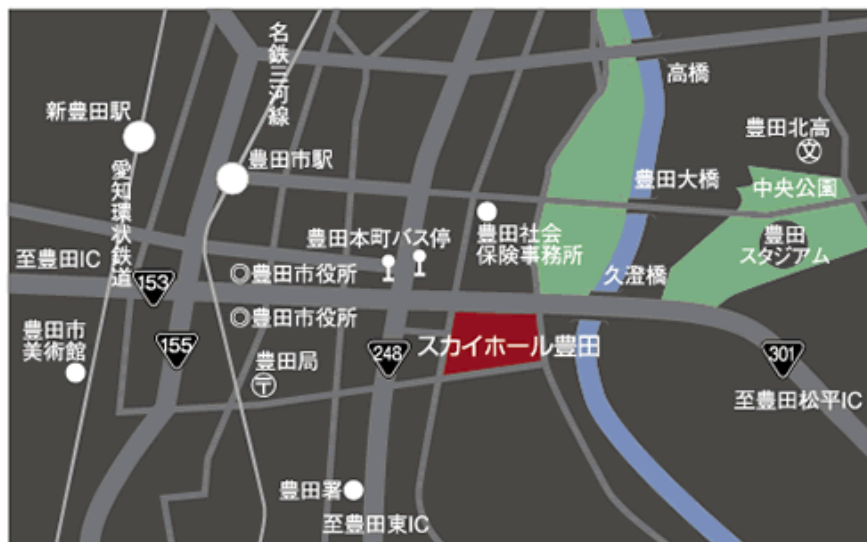 名鉄三河線
高橋
新豊田駅
豊田北高
文
豊田市駅
愛知環状鉄道
豊田大橋
中央公園
豊田本町バス停
豊田社会
保険事務所
豊田
スタジアム
至豊田IC
◎豊田市役所
久澄橋
153
◎豊田市役所
豊田市
美術館
155
豊田局
〒
248
スカイホール豊田
301
至豊田松平IC
豊田署
至豊田東IC